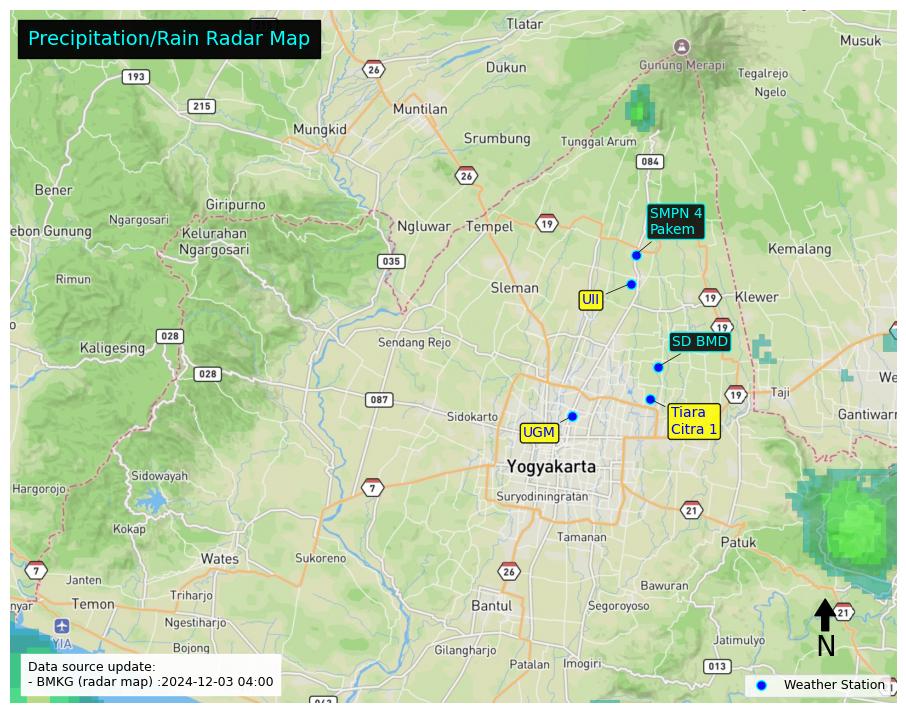 Precipitation/Rain Radar Map
Tlatar
Musuk
26
Dukun
Gunung Merapi
Tegalrejo
193
Ngelo
215
Muntilan
Mungkid
Srumbung
Tunggal Arum
084
26
Bener
Giripurno
SMPN 4
Pakem
Ngargosari
Ngluwar
Tempel
19
ebon Gunung
Kelurahan
Ngargosari
Kemalang
035
Rimun
Sleman
UII
19
Klewer
19
028
Sendang Rejo
SD BMD
Kaligesing
028
We
Taji
19
087
Sidokarto
Tiara
Citra 1
Gantiwarn
UGM
Yogyakarta
Sidowayah
Hargorojo
7
Suryodiningratan
21
Kokap
Tamanan
Patuk
Wates
Sukoreno
7
Janten
26
Bawuran
Triharjo
nyar
Temon
Bantul
Segoroyoso
21
Ngestiharjo
YIA
N
Jatimulyo
Bojong
Gilangharjo
Patalan
Imogiri
013
Data source update:
- BMKG (radar map) :2024-12-03 04:00
Weather Station